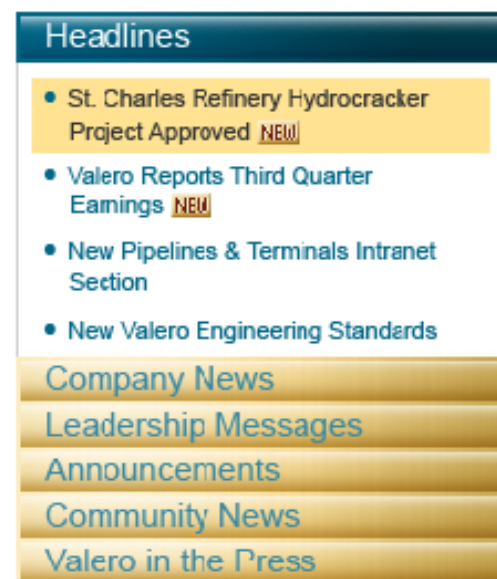 Headlines
St. Charles Refinery Hydrocracker
Project Approved NEW
Valero Reports Third Quarter
Earnings NEW
New Pipelines & Terminals Intranet
Section
New Valero Engineering Standards
Company News
Leadership Messages
Announcements
Community News
Valero in the Press